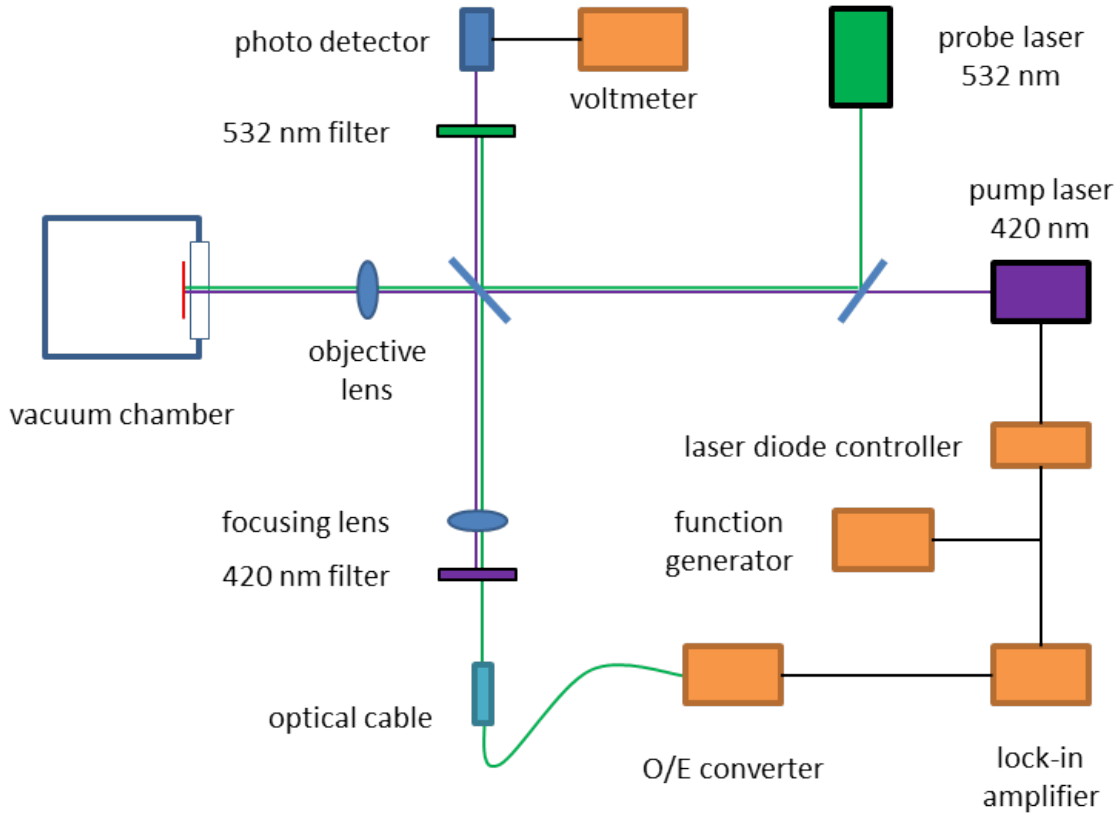 photo detector
voltmeter
probe laser
532 nm
532 nm filter
pump laser
420 nm
objective
lens
vacuum chamber
laser diode controller
focusing lens
function
generator
420 nm filter
optical cable
O/E converter
lock-in
amplifier